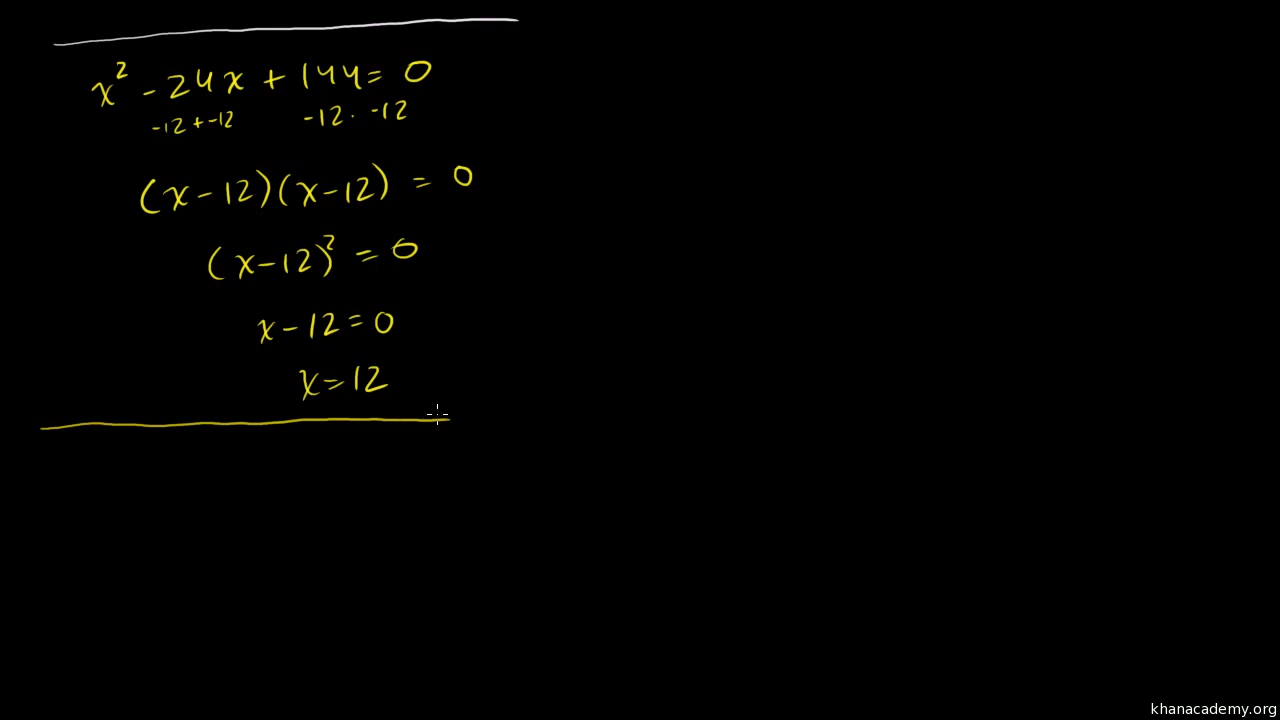 x² - 24x + 144 = 0
-12 + -12 -12 · -12
(x - 12)(x - 12) = 0
(x - 12)² = 0
x - 12 = 0
x = 12
khanacademy.org